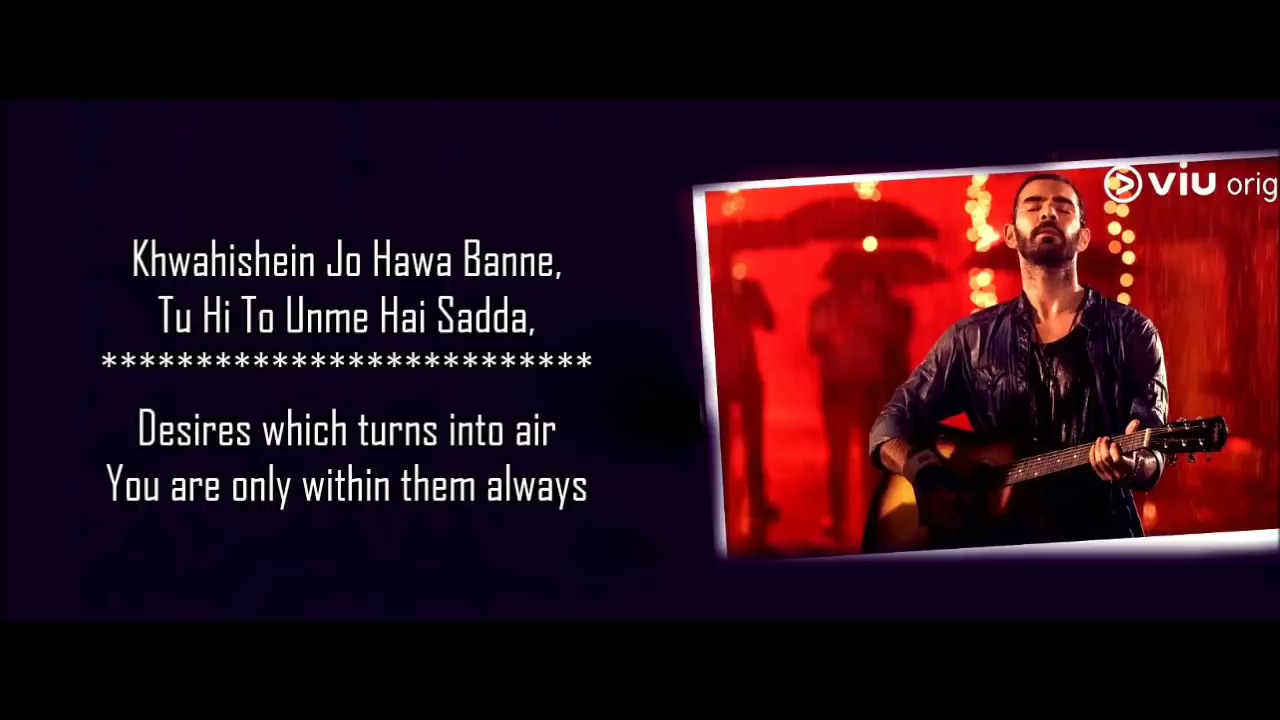 Khwahishein Jo Hawa Banne,
Tu Hi To Unme Hai Sadda,
**************************
Desires which turns into air
You are only within them always
viu orig